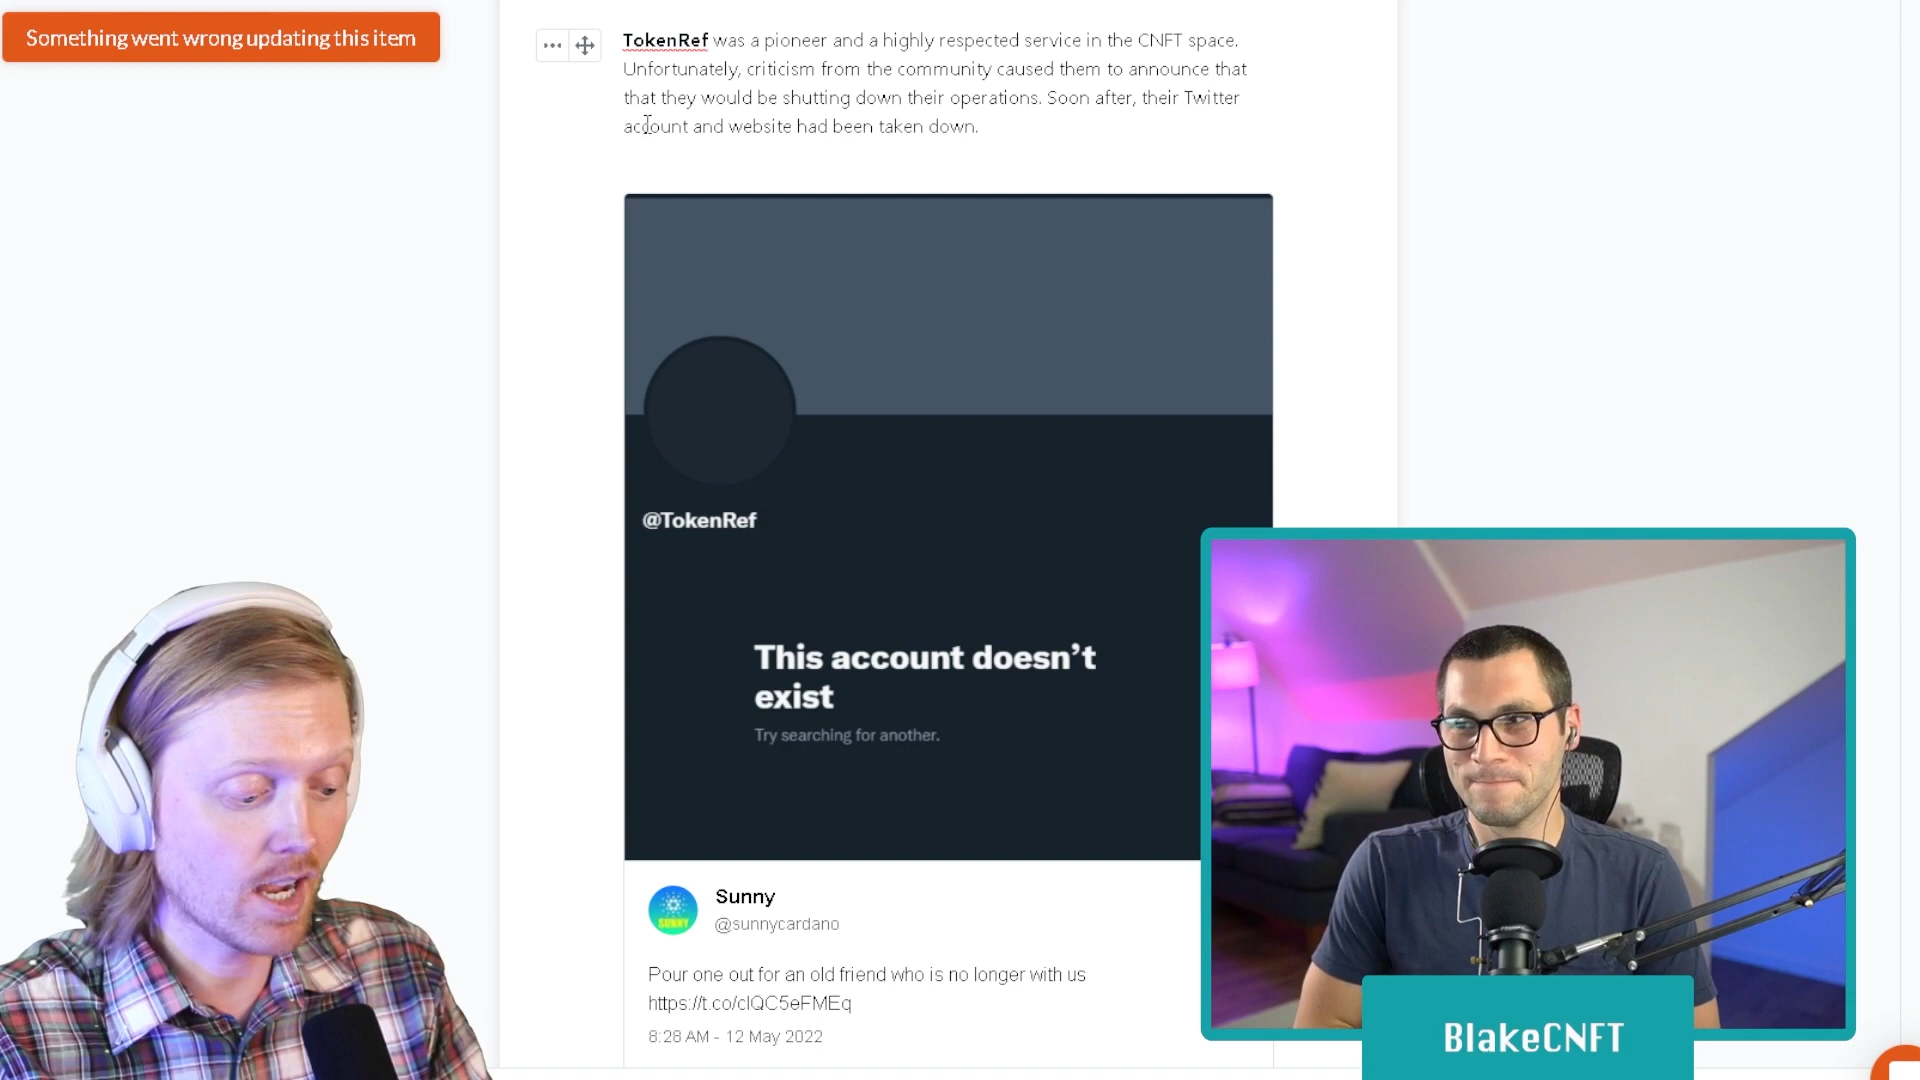 Something went wrong updating this item
TokenRef was a pioneer and a highly respected service in the CNFT space.
Unfortunately, criticism from the community caused them to announce that
that they would be shutting down their operations. Soon after, their Twitter
account and website had been taken down.
@TokenRef
This account doesn’t
exist
Try searching for another.
SUNNY
Sunny
@sunnycardano
Pour one out for an old friend who is no longer with us
https://t.co/clQC5eFMEq
8:28 AM - 12 May 2022
BlakeCNFT